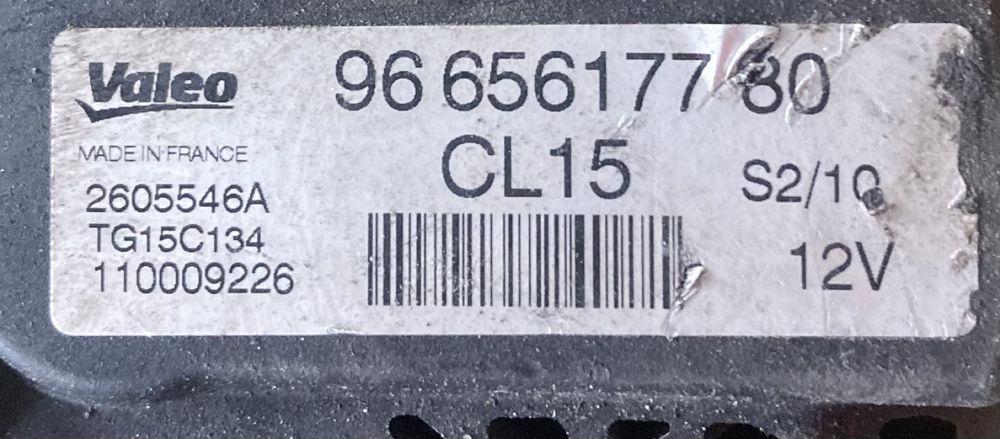 Valeo
96 656177 80
MADE IN FRANCE
CL15
S2/10
2605546A
TG15C134
12V
110009226